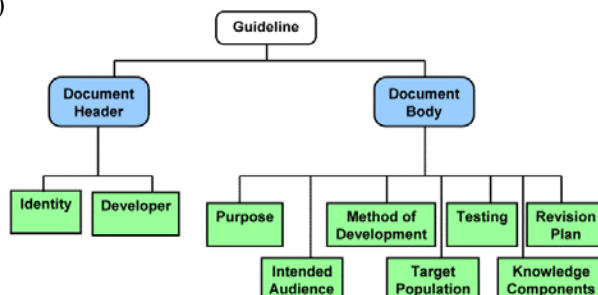 )
Guideline
Document
Header
Document
Body
Identity
Developer
Purpose
Method of
Development
Testing
Revision
Plan
Intended
Audience
Target
Population
Knowledge
Components